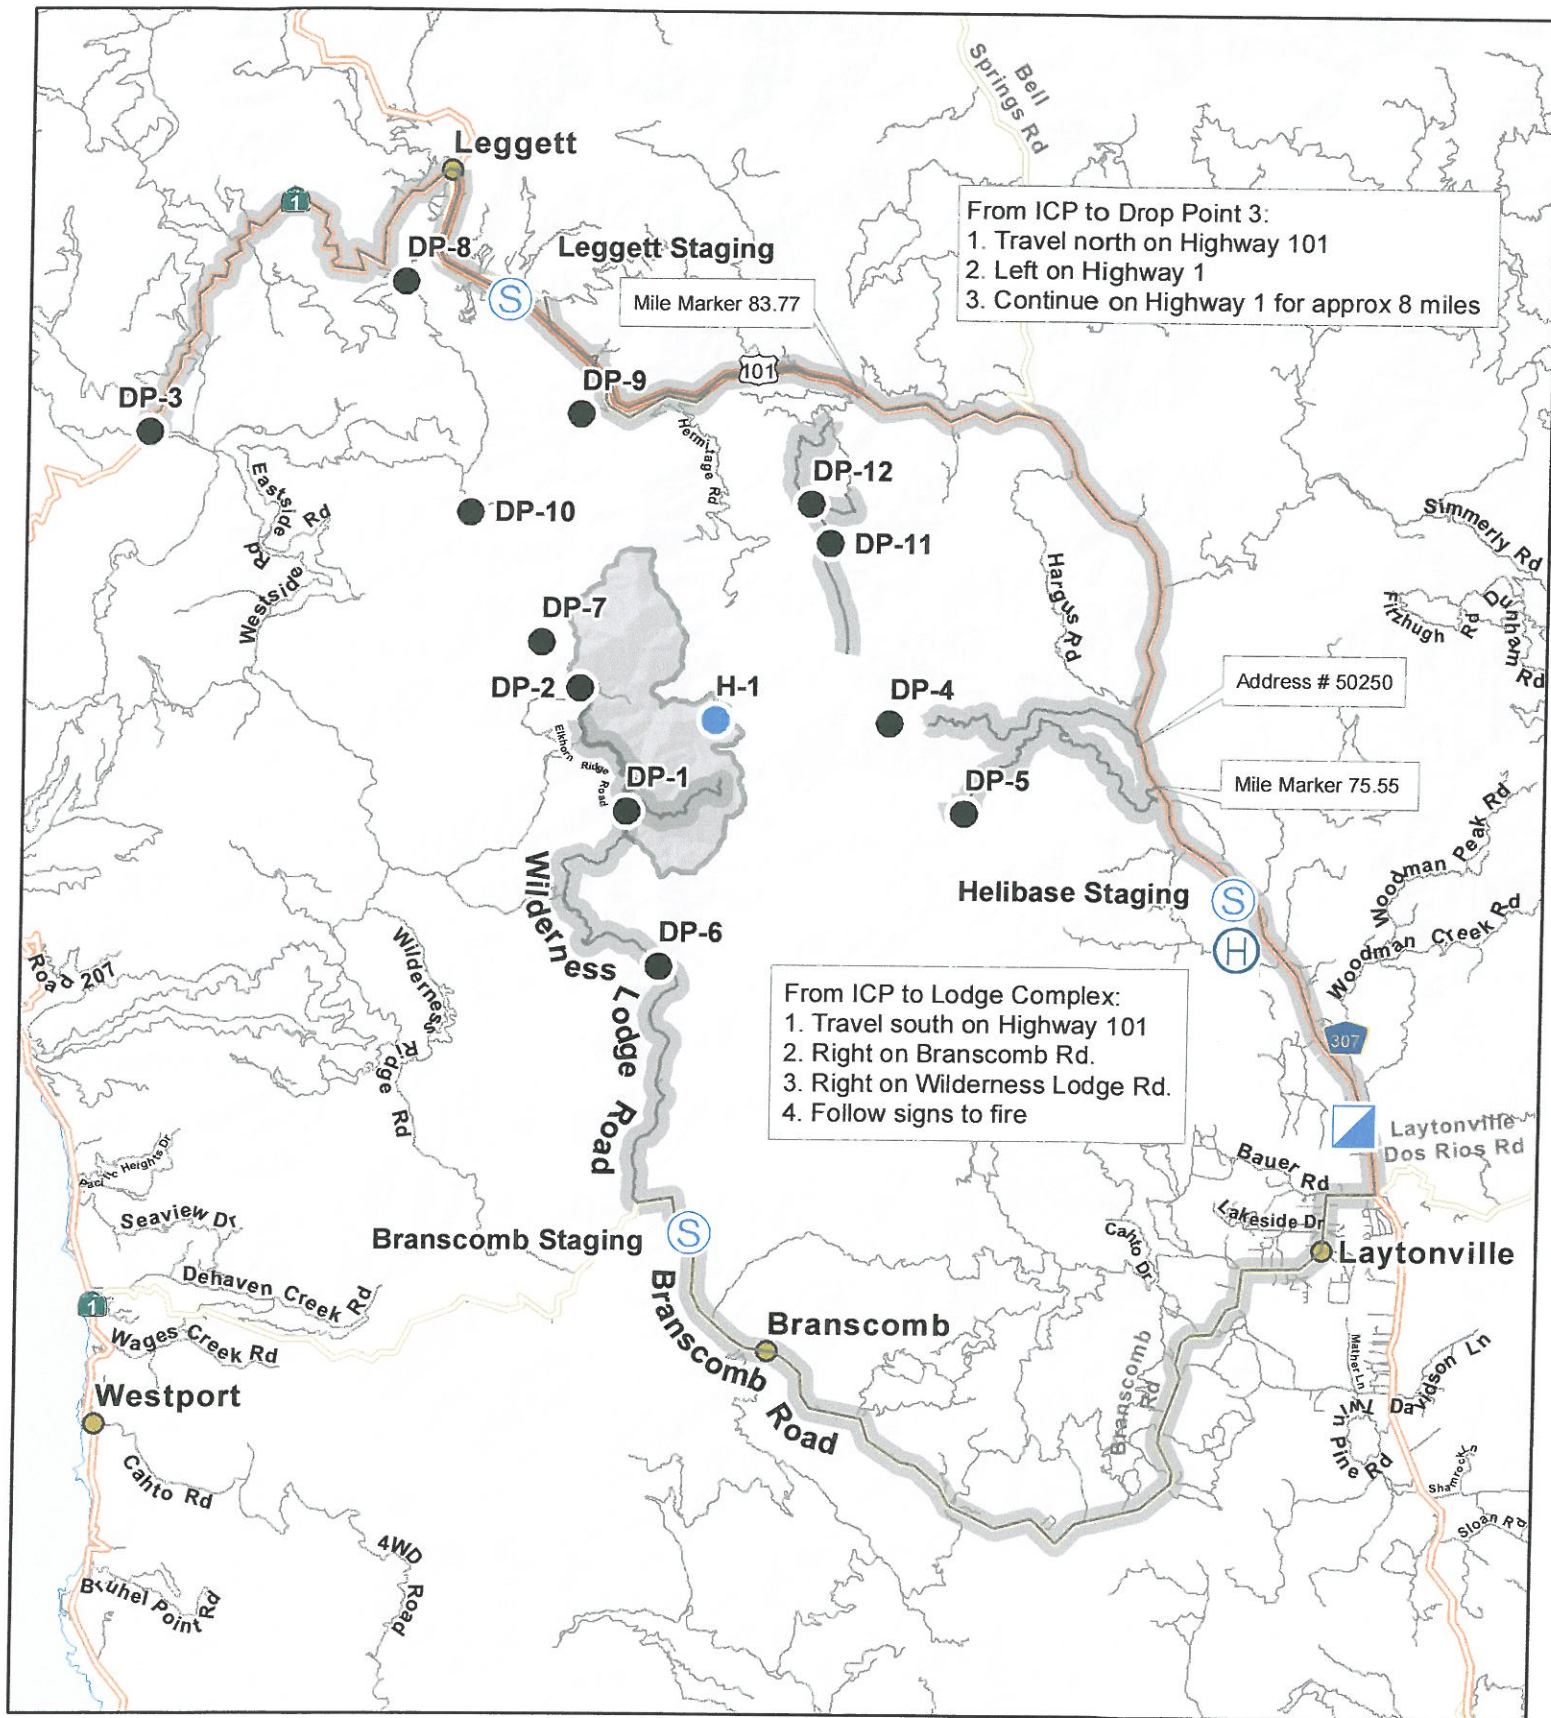 Bell
Springs Rd
Leggett
1
DP-8
Leggett Staging
S
From ICP to Drop Point 3:
1. Travel north on Highway 101
2. Left on Highway 1
3. Continue on Highway 1 for approx 8 miles
Mile Marker 83.77
101
DP-9
DP-3
Hermitage Rd
DP-12
DP-10
DP-11
Eastside Rd
Westside Rd
Simmerly Rd
Hargus Rd
Fitzhugh Rd
Dunham Rd
DP-7
DP-2
H-1
DP-4
Address # 50250
Elkhorn Ridge Road
DP-1
DP-5
Mile Marker 75.55
Woodman Peak Rd
Wilderness Lodge Road
Helibase Staging
S
H
Woodman Creek Rd
DP-6
Road 207
Wilderness Ridge Rd
From ICP to Lodge Complex:
1. Travel south on Highway 101
2. Right on Branscomb Rd.
3. Right on Wilderness Lodge Rd.
4. Follow signs to fire
307
Laytonville
Dos Rios Rd
Pacific Heights Dr
Bauer Rd
Seaview Dr
Lakeside Dr
Branscomb Staging
S
Cahto Dr
Laytonville
Dehaven Creek Rd
1
Wages Creek Rd
Branscomb Road
Branscomb
Branscomb Rd
Mather Ln
Davidson Ln
Westport
Twin Pine Rd
Cahto Rd
Shamrock
Sloan Rd
4WD Road
Bruhel Point Rd